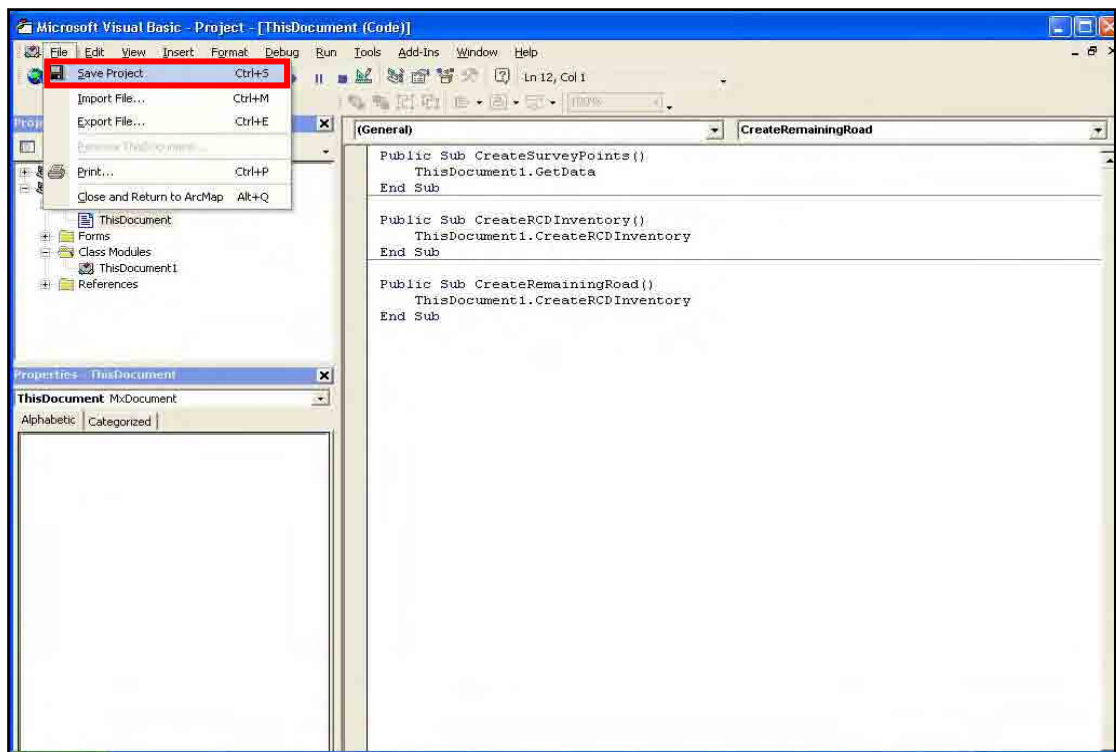 Microsoft Visual Basic - Project - [ThisDocument (Code)]
File Edit View Insert Format Debug Run Tools Add-Ins Window Help
Save Project Ctrl+S
Ln 12, Col 1
Import File... Ctrl+M
100%
Export File... Ctrl+E
(General) CreateRemainingRoad
Remove ThisDocument...
Print... Ctrl+P
Close and Return to ArcMap Alt+Q
ThisDocument
Forms
Class Modules
ThisDocument1
References
Public Sub CreateSurveyPoints()
ThisDocument1.GetData
End Sub
Public Sub CreateRCDInventory()
ThisDocument1.CreateRCDInventory
End Sub
Public Sub CreateRemainingRoad()
ThisDocument1.CreateRCDInventory
End Sub
Properties - ThisDocument
ThisDocument MxDocument
Alphabetic Categorized